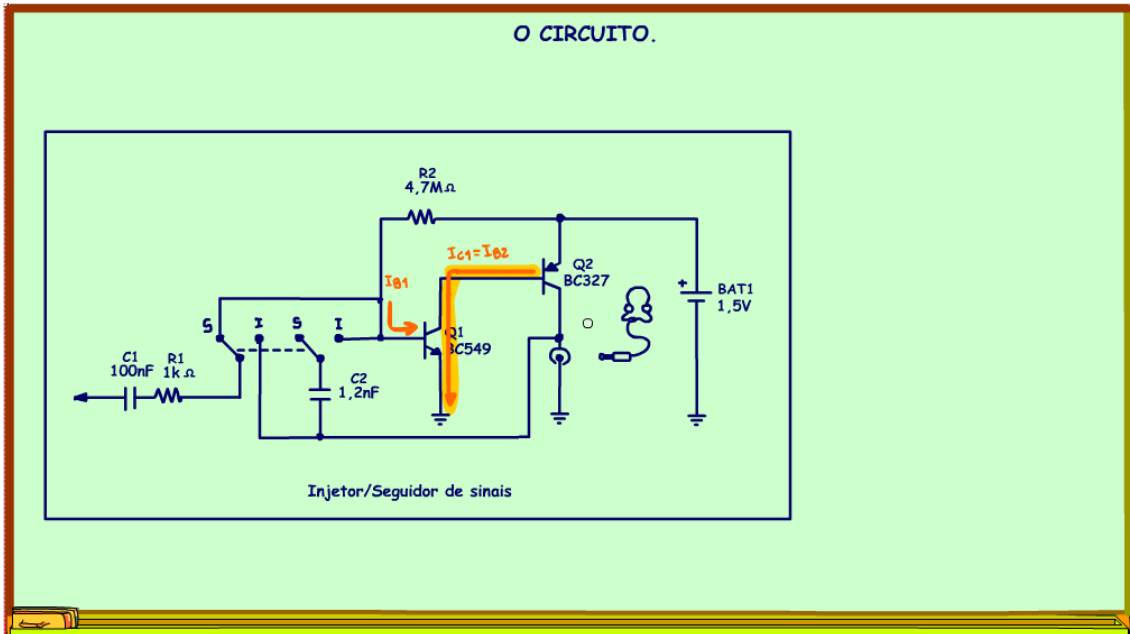 O CIRCUITO.
R2
4,7MΩ
IC1=IB2
Q2
BC327
IB1
+
BAT1
1,5V
S
I
S
I
Q1
BC549
C1
100nF
R1
1kΩ
C2
1,2nF
Injetor/Seguidor de sinais